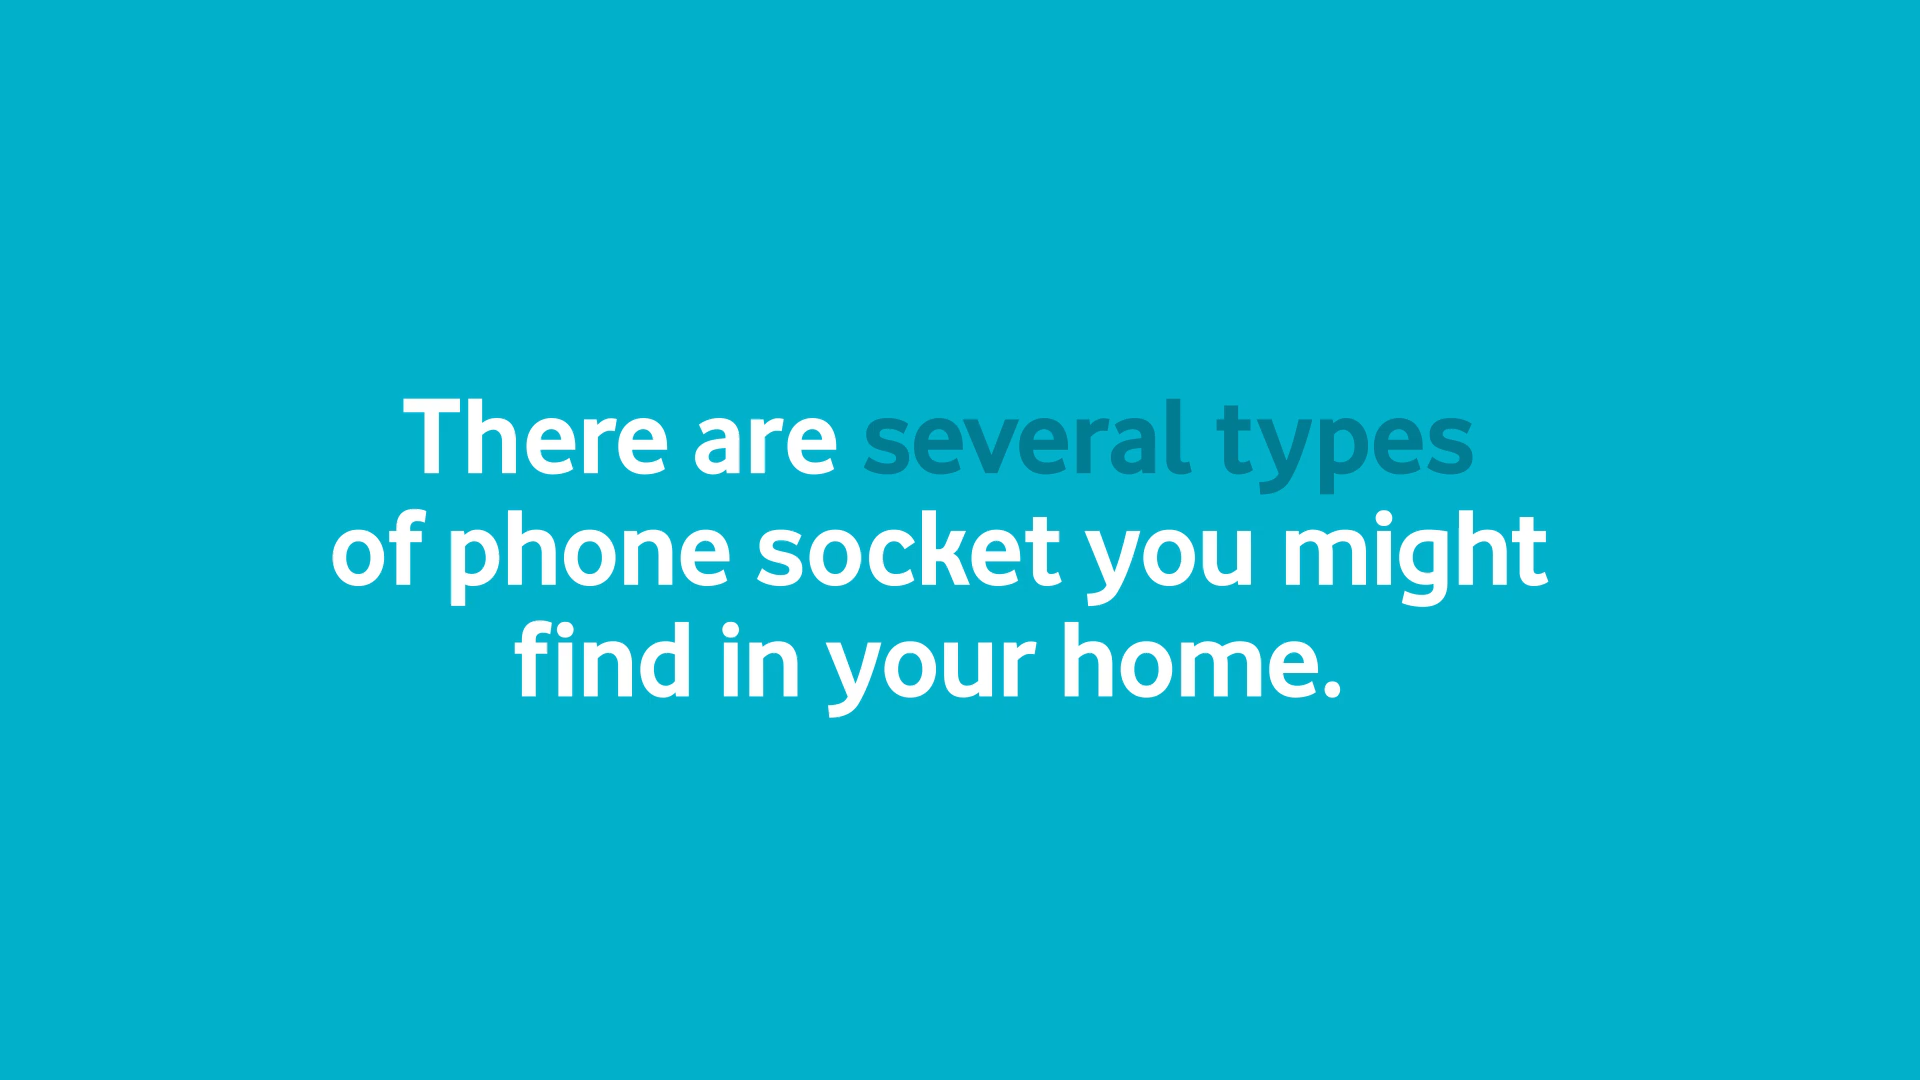 There are several types
of phone socket you might
find in your home.